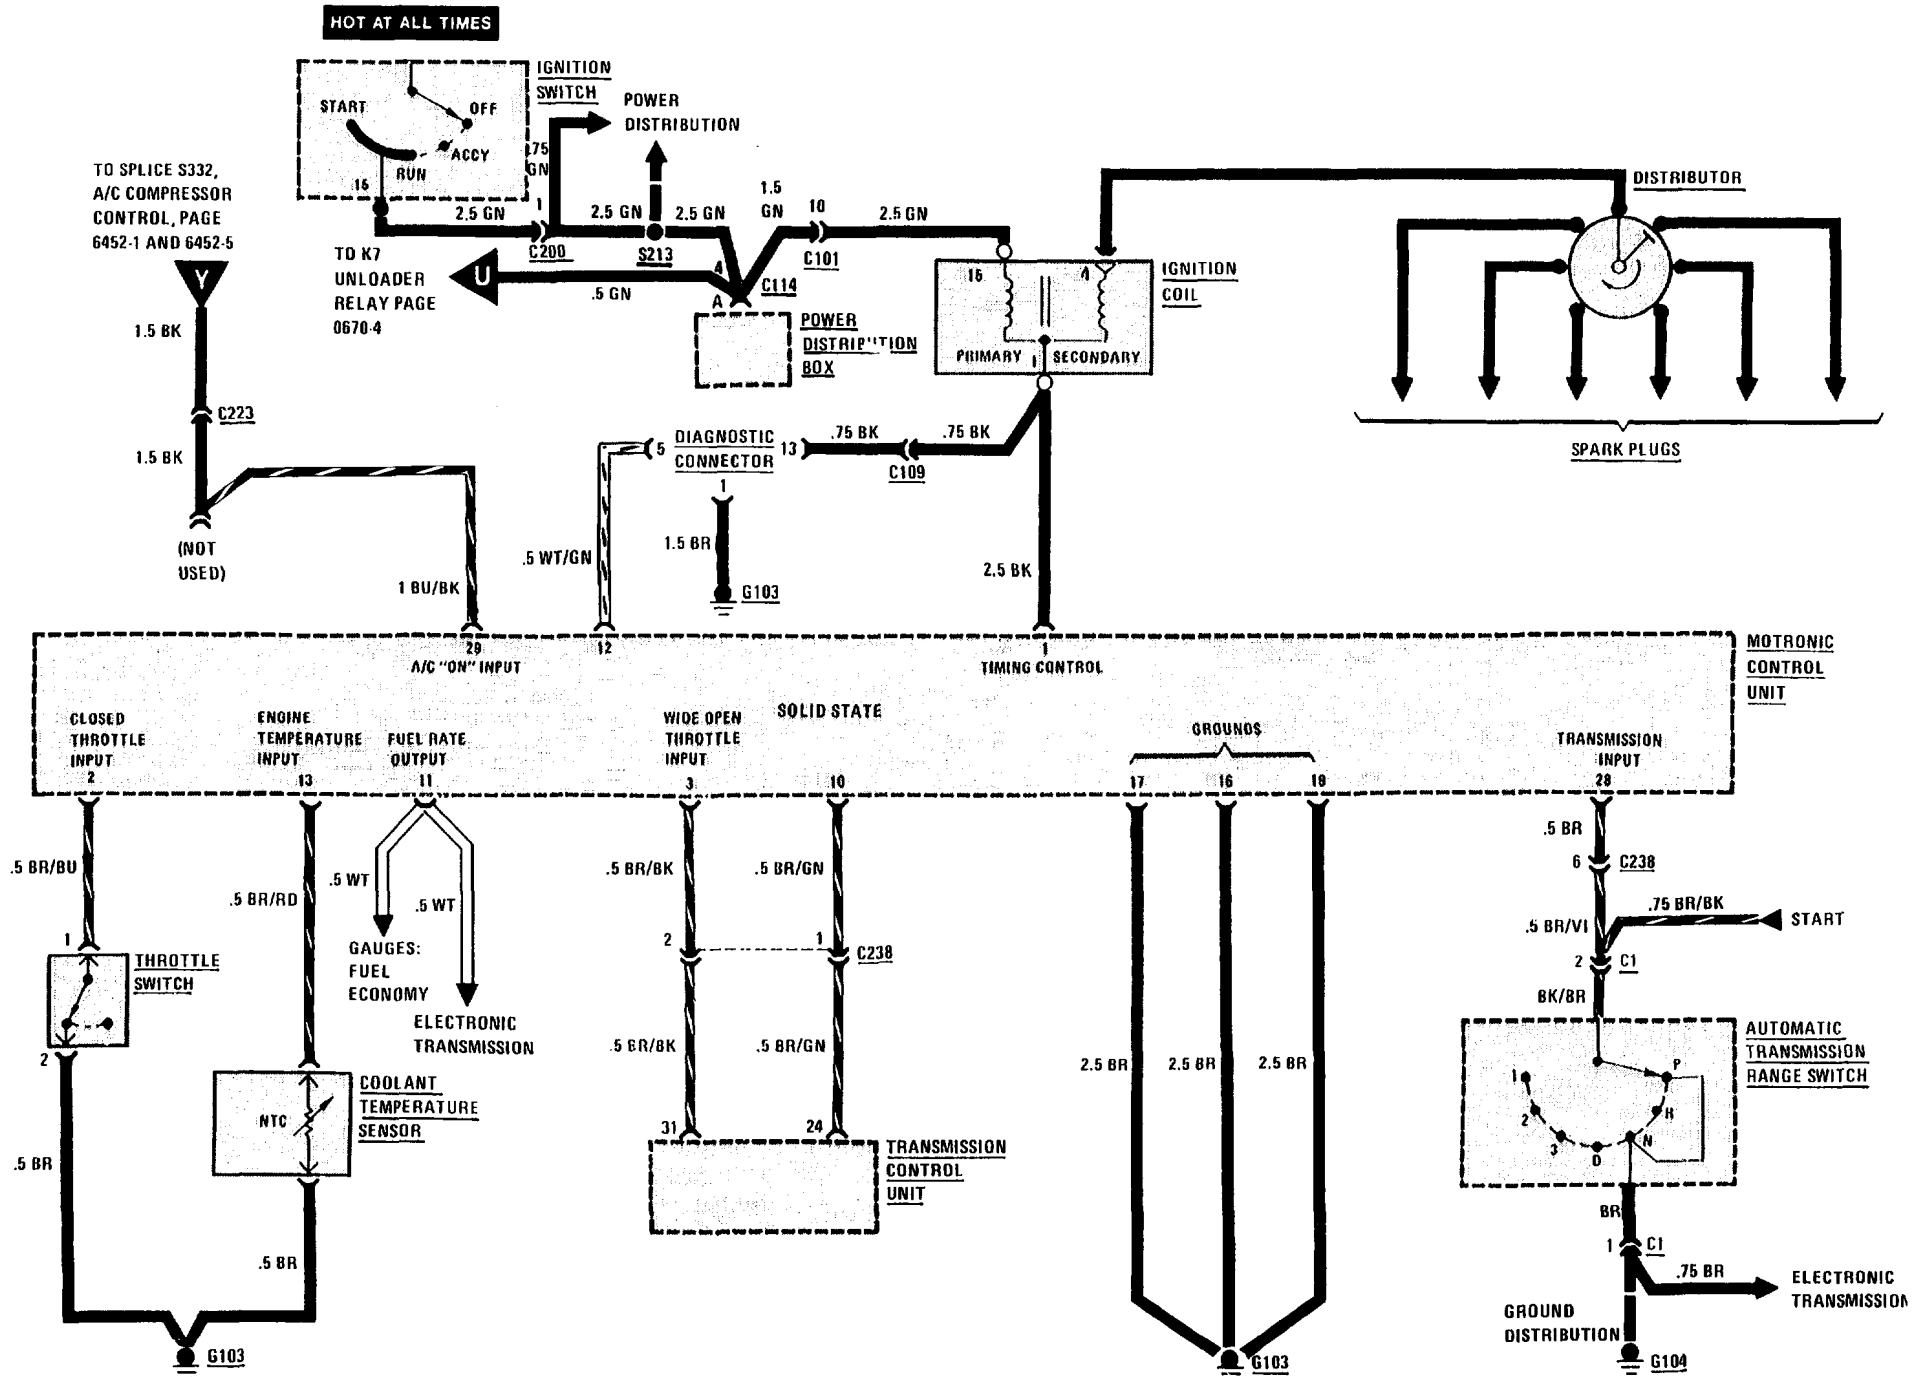 HOT AT ALL TIMES
IGNITION
SWITCH
START
OFF
ACCY
RUN
15
POWER
DISTRIBUTION
.75
GN
TO SPLICE S332,
A/C COMPRESSOR
CONTROL, PAGE
6452-1 AND 6452-5
Y
2.5 GN
1
C200
2.5 GN
S213
2.5 GN
1.5
GN
10
C101
2.5 GN
TO K7
UNLOADER
RELAY PAGE
0670-4
U
.5 GN
4
A
C114
POWER
DISTRIBUTION
BOX
15
4
PRIMARY
1
SECONDARY
IGNITION
COIL
DISTRIBUTOR
SPARK PLUGS
1.5 BK
C223
1.5 BK
(NOT
USED)
1 BU/BK
.5 WT/GN
5
DIAGNOSTIC
CONNECTOR
13
.75 BK
C109
.75 BK
1
1.5 BR
G103
2.5 BK
29
A/C "ON" INPUT
12
1
TIMING CONTROL
MOTRONIC
CONTROL
UNIT
SOLID STATE
CLOSED
THROTTLE
INPUT
2
ENGINE
TEMPERATURE
INPUT
13
FUEL RATE
OUTPUT
11
WIDE OPEN
THROTTLE
INPUT
3
10
GROUNDS
17
16
19
TRANSMISSION
INPUT
28
.5 BR/BU
1
THROTTLE
SWITCH
2
.5 BR
.5 BR/RD
NTC
COOLANT
TEMPERATURE
SENSOR
.5 BR
G103
.5 WT
.5 WT
GAUGES:
FUEL
ECONOMY
ELECTRONIC
TRANSMISSION
.5 BR/BK
.5 BR/GN
2
1
C238
.5 BR/BK
.5 BR/GN
31
24
TRANSMISSION
CONTROL
UNIT
2.5 BR
2.5 BR
2.5 BR
G103
.5 BR
6
C238
.5 BR/VI
.75 BR/BK
START
2
C1
BK/BR
AUTOMATIC
TRANSMISSION
RANGE SWITCH
P
R
N
D
3
2
1
BR
1
C1
.75 BR
ELECTRONIC
TRANSMISSION
GROUND
DISTRIBUTION
G104